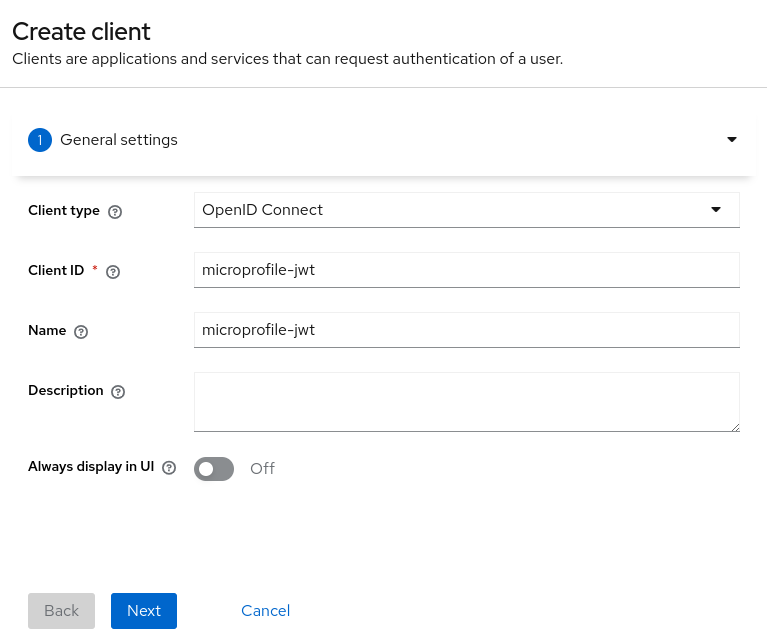 Create client
Clients are applications and services that can request authentication of a user.
1 General settings
Client type ? OpenID Connect
Client ID * ? microprofile-jwt
Name ? microprofile-jwt
Description ?
Always display in UI ? Off
Back Next Cancel